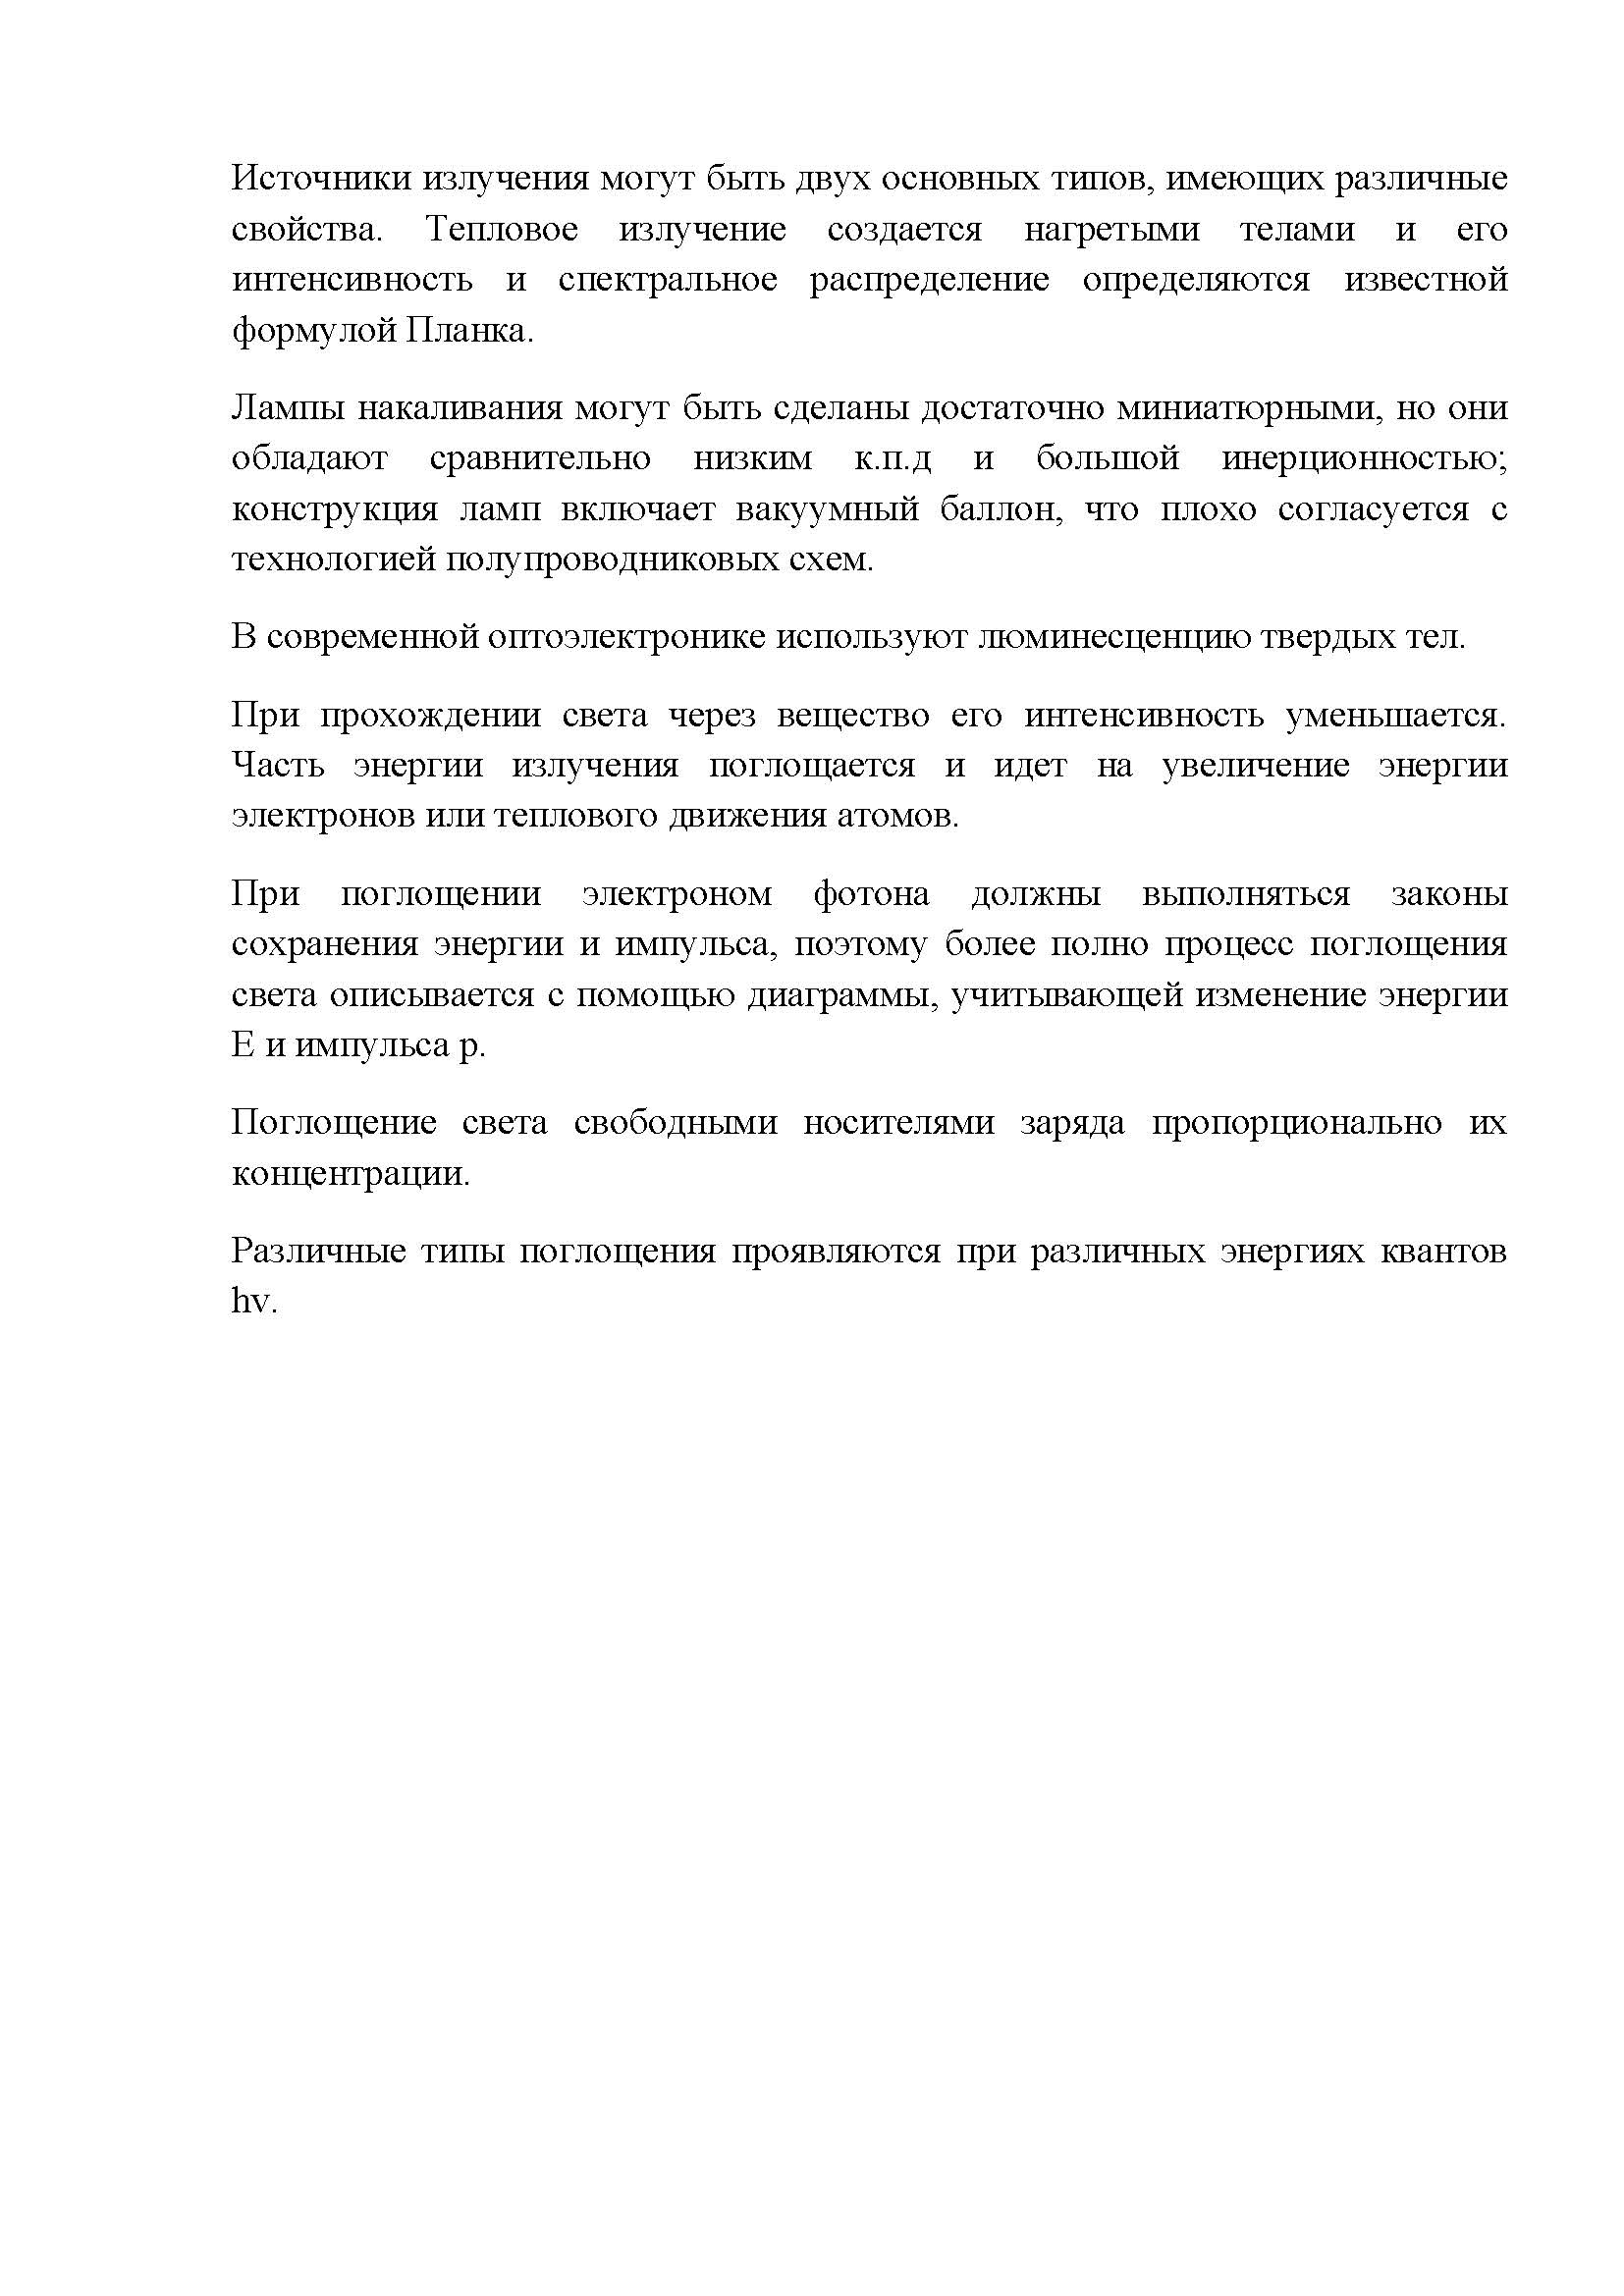 Источники излучения могут быть двух основных типов, имеющих различные
свойства. Тепловое излучение создается нагретыми телами и его
интенсивность и спектральное распределение определяются известной
формулой Планка.
Лампы накаливания могут быть сделаны достаточно миниатюрными, но они
обладают сравнительно низким к.п.д и большой инерционностью;
конструкция ламп включает вакуумный баллон, что плохо согласуется с
технологией полупроводниковых схем.
В современной оптоэлектронике используют люминесценцию твердых тел.
При прохождении света через вещество его интенсивность уменьшается.
Часть энергии излучения поглощается и идет на увеличение энергии
электронов или теплового движения атомов.
При поглощении электроном фотона должны выполняться законы
сохранения энергии и импульса, поэтому более полно процесс поглощения
света описывается с помощью диаграммы, учитывающей изменение энергии
Е и импульса р.
Поглощение света свободными носителями заряда пропорционально их
концентрации.
Различные типы поглощения проявляются при различных энергиях квантов
hv.